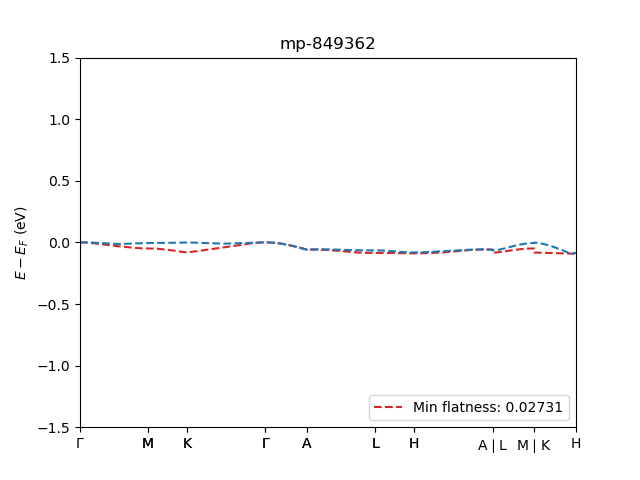 mp-849362
1.5
1.0
0.5
0.0
−0.5
−1.0
−1.5
E − E_F (eV)
Min flatness: 0.02731
Γ M K Γ A L H A | L M | K H